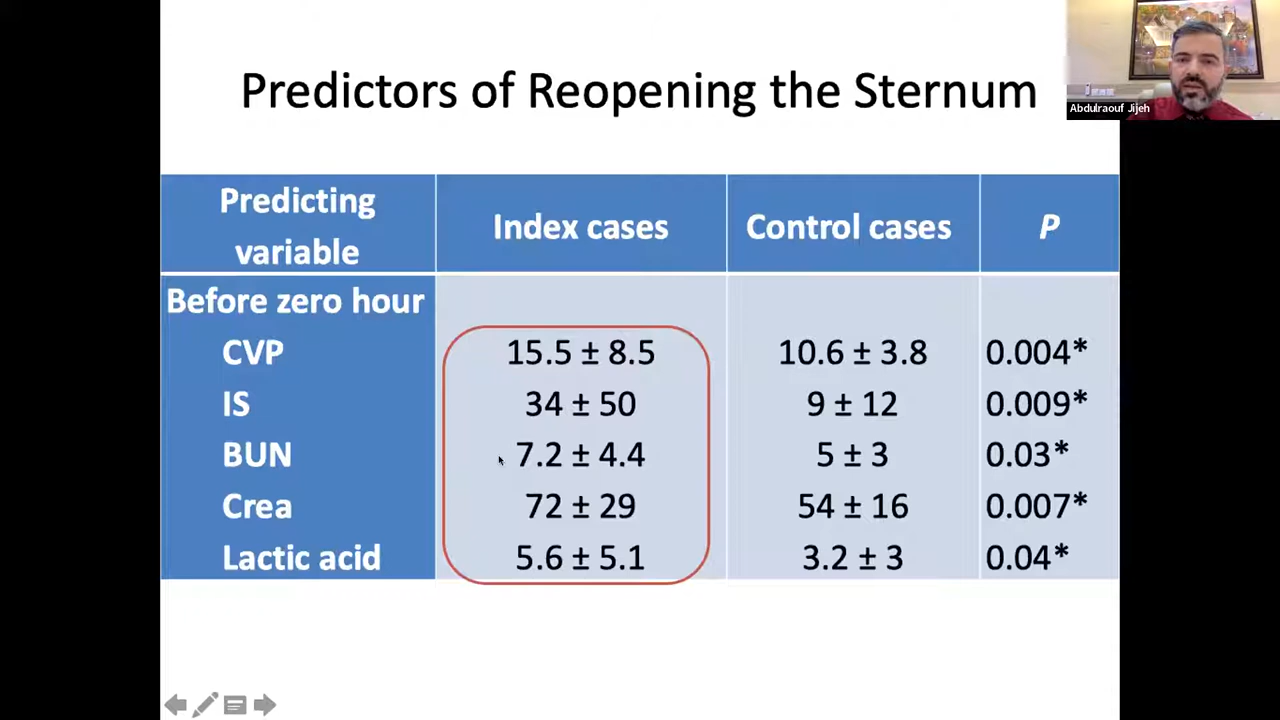 Predictors of Reopening the Sternum
Abdulraouf Jijeh
Predicting variable Index cases Control cases P
Before zero hour
CVP 15.5 ± 8.5 10.6 ± 3.8 0.004*
IS 34 ± 50 9 ± 12 0.009*
BUN 7.2 ± 4.4 5 ± 3 0.03*
Crea 72 ± 29 54 ± 16 0.007*
Lactic acid 5.6 ± 5.1 3.2 ± 3 0.04*